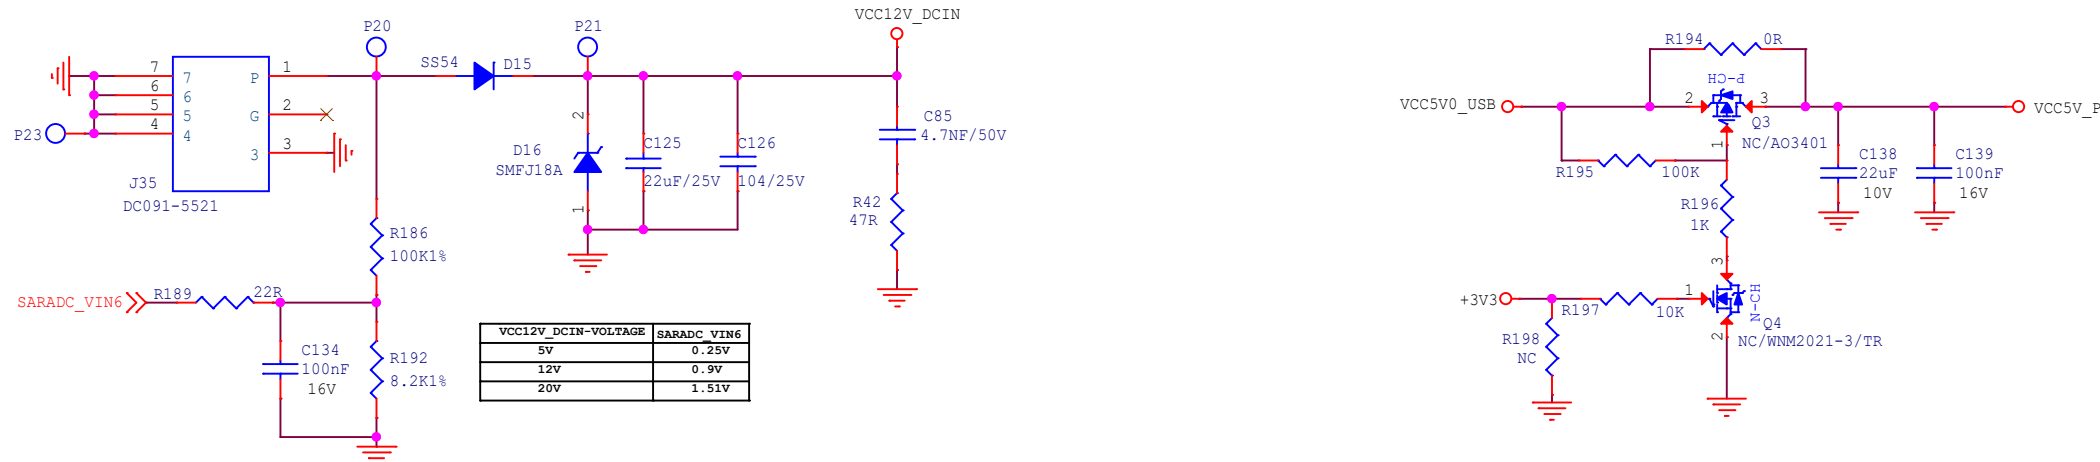 VCC12V_DCIN
P20
P21
SS54
D15
7
6
5
4
7
6
5
4
P
G
3
1
2
3
P23
J35
DC091-5521
2
D16
SMFJ18A
1
C125
22uF/25V
C126
104/25V
C85
4.7NF/50V
R42
47R
R186
100K1%
SARADC_VIN6
R189
22R
C134
100nF
16V
R192
8.2K1%
VCC12V_DCIN-VOLTAGE SARADC_VIN6
5V 0.25V
12V 0.9V
20V 1.51V
R194
0R
P-CH
VCC5V0_USB
2
3
VCC5V_P
Q3
NC/AO3401
1
R195
100K
C138
22uF
10V
C139
100nF
16V
R196
1K
3
+3V3
1
N-CH
R197
10K
Q4
NC/WNM2021-3/TR
2
R198
NC